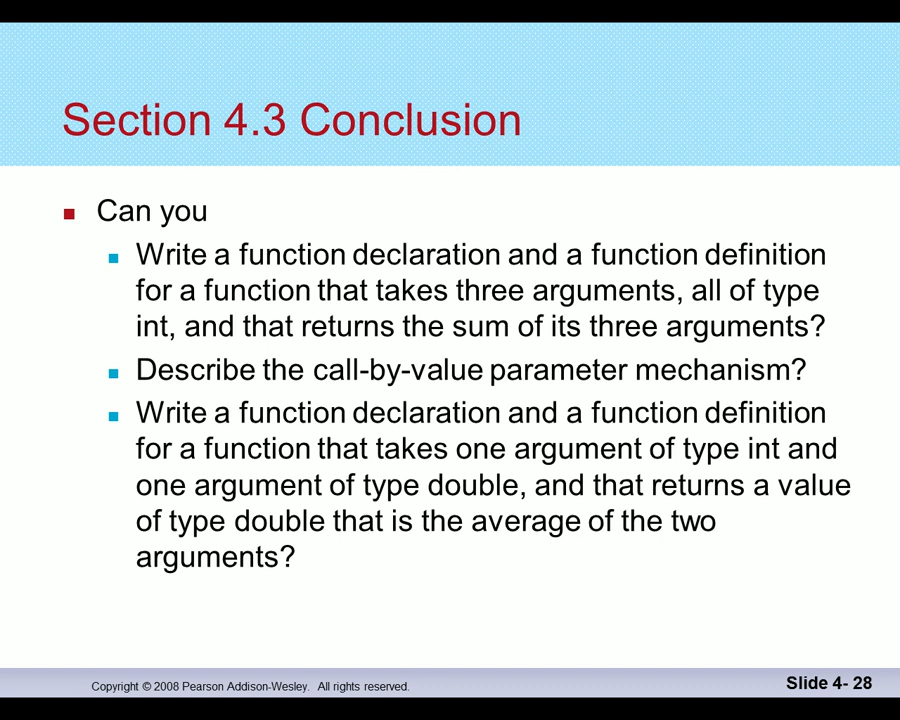 Section 4.3 Conclusion
Can you
Write a function declaration and a function definition
for a function that takes three arguments, all of type
int, and that returns the sum of its three arguments?
Describe the call-by-value parameter mechanism?
Write a function declaration and a function definition
for a function that takes one argument of type int and
one argument of type double, and that returns a value
of type double that is the average of the two
arguments?
Copyright © 2008 Pearson Addison-Wesley. All rights reserved.
Slide 4- 28